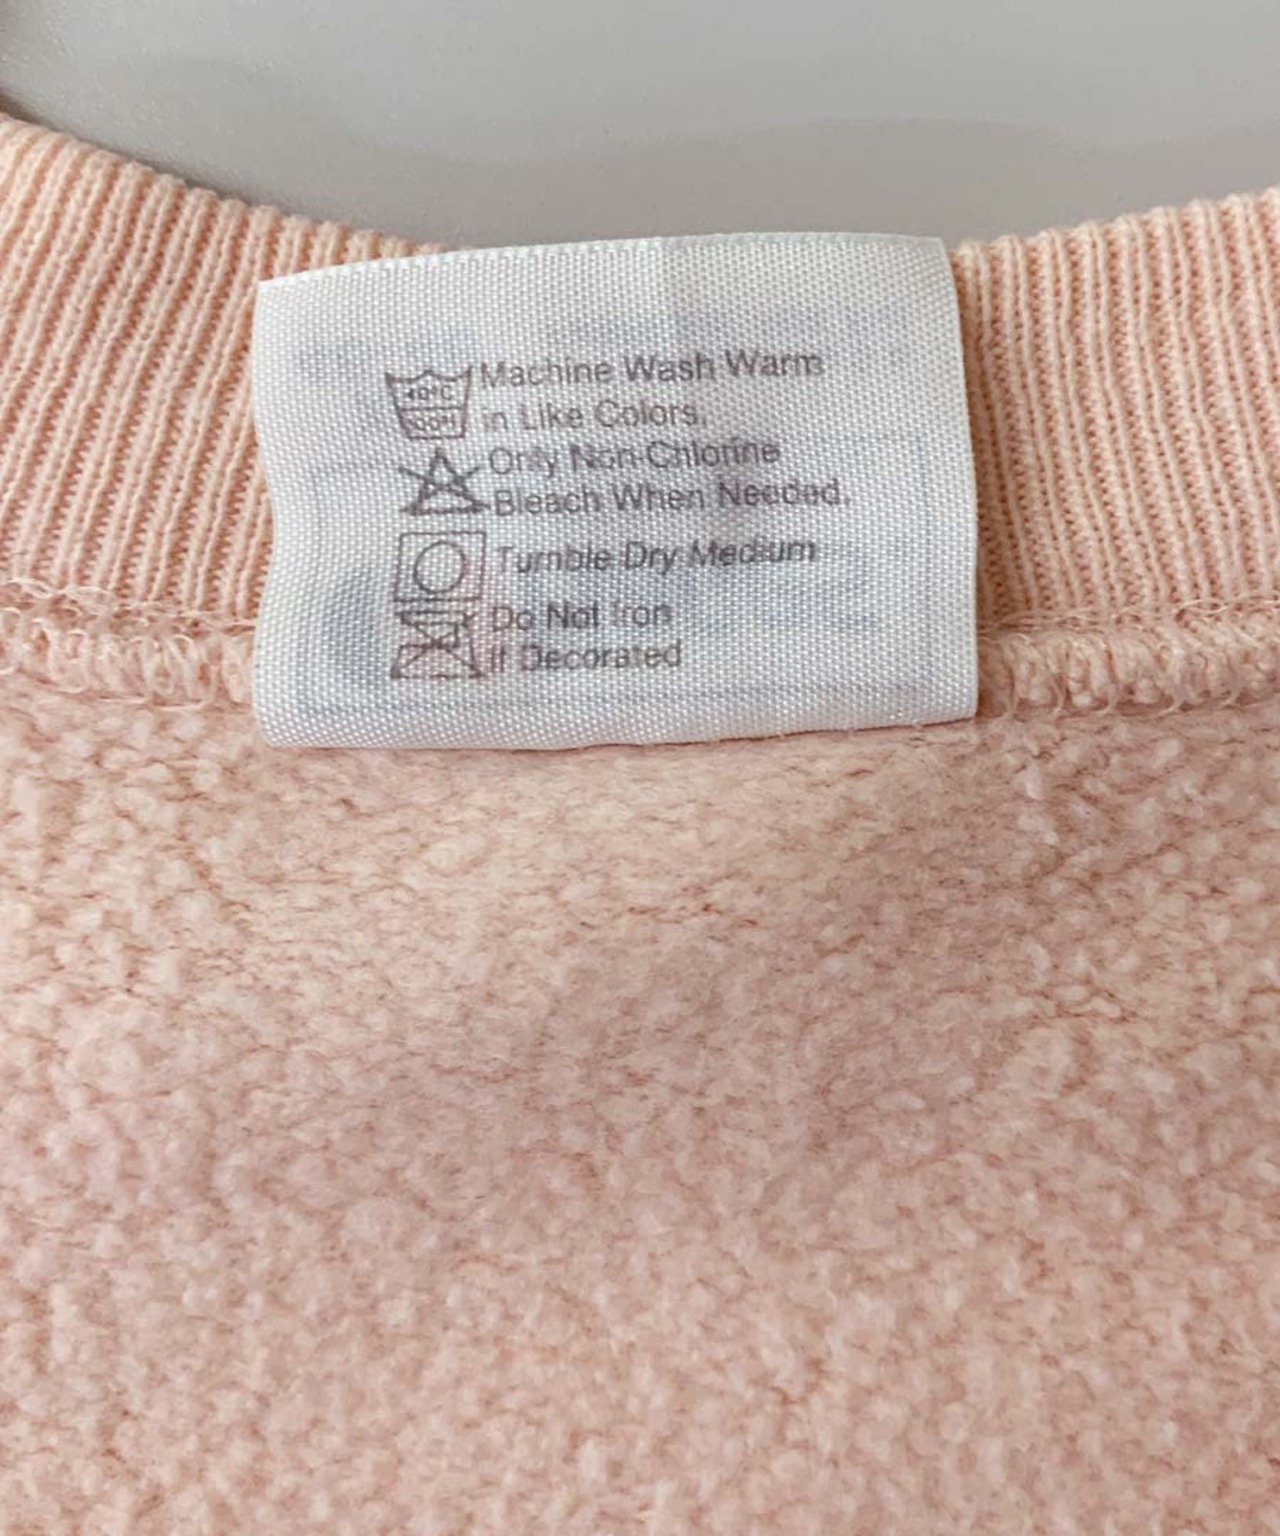 40°C Machine Wash Warm
100°F in Like Colors.
Only Non-Chlorine
Bleach When Needed.
Tumble Dry Medium
Do Not Iron
If Decorated